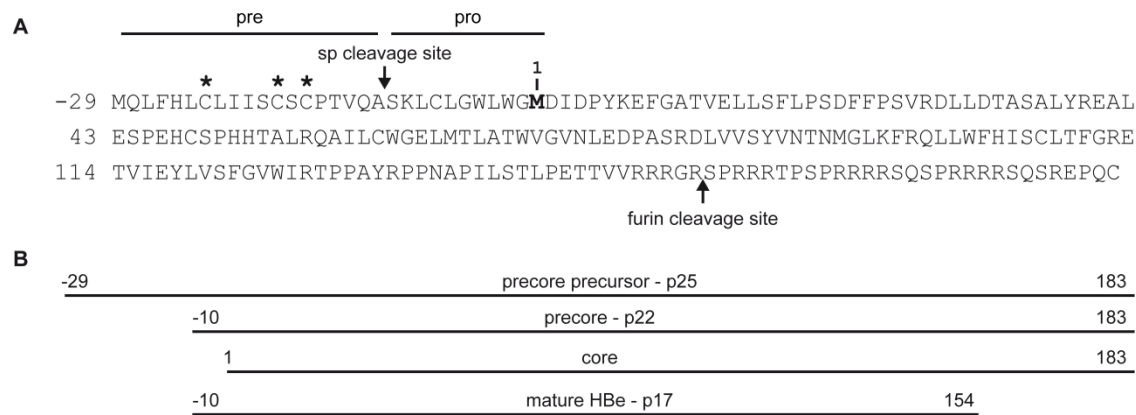 pre pro
A
sp cleavage site
* * * 1
-29 MQLFHLCLIISCSCPTVQASKLCLGWLWGMDIDPYKEFGATVELLSFLPSDFFPSVRDLLDTASALYREAL
43 ESPEHCSPHHTALRQAILCWGELMTLATWVGVNLEDPASRDLVVSYVNTNMGLKFRQLLWFHISCLTFGRE
114 TVIEYLVSFGVWIRTPPAYRPPNAPILSTLPETTVVRRRGRSPRRRTPSPRRRRSQSPRRRRSQSREPQC
furin cleavage site
B
-29 precore precursor - p25 183
-10 precore - p22 183
1 core 183
-10 mature HBe - p17 154